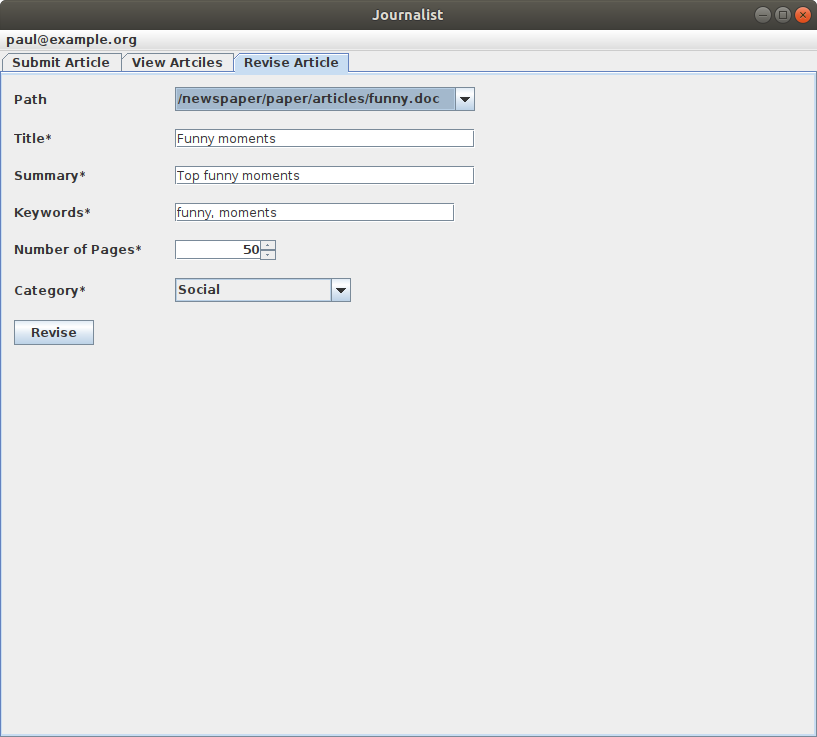 Journalist
paul@example.org
Submit Article View Artciles Revise Article
Path /newspaper/paper/articles/funny.doc
Title* Funny moments
Summary* Top funny moments
Keywords* funny, moments
Number of Pages* 50
Category* Social
Revise